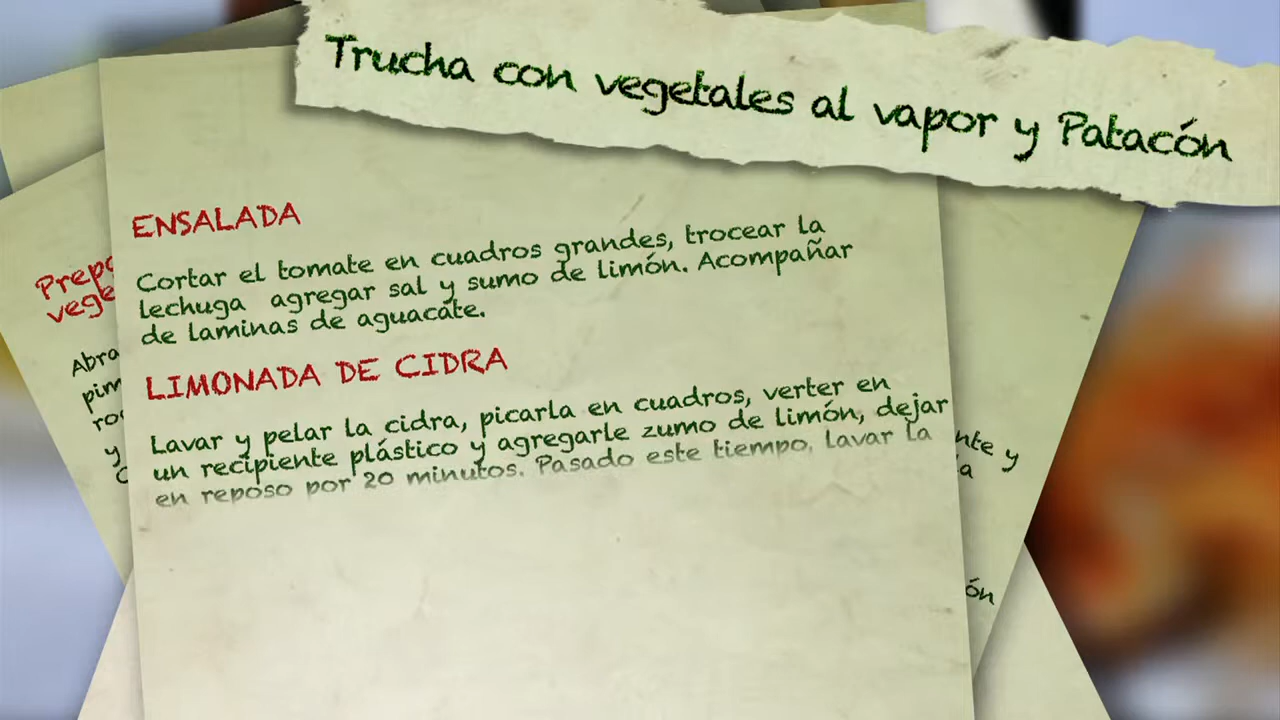 Trucha con vegetales al vapor y Patacón
ENSALADA
Cortar el tomate en cuadros grandes, trocear la
lechuga agregar sal y sumo de limón. Acompañar
de laminas de aguacate.
LIMONADA DE CIDRA
Lavar y pelar la cidra, picarla en cuadros, verter en
un recipiente plástico y agregarle zumo de limón, dejar
en reposo por 20 minutos. Pasado este tiempo, lavar la